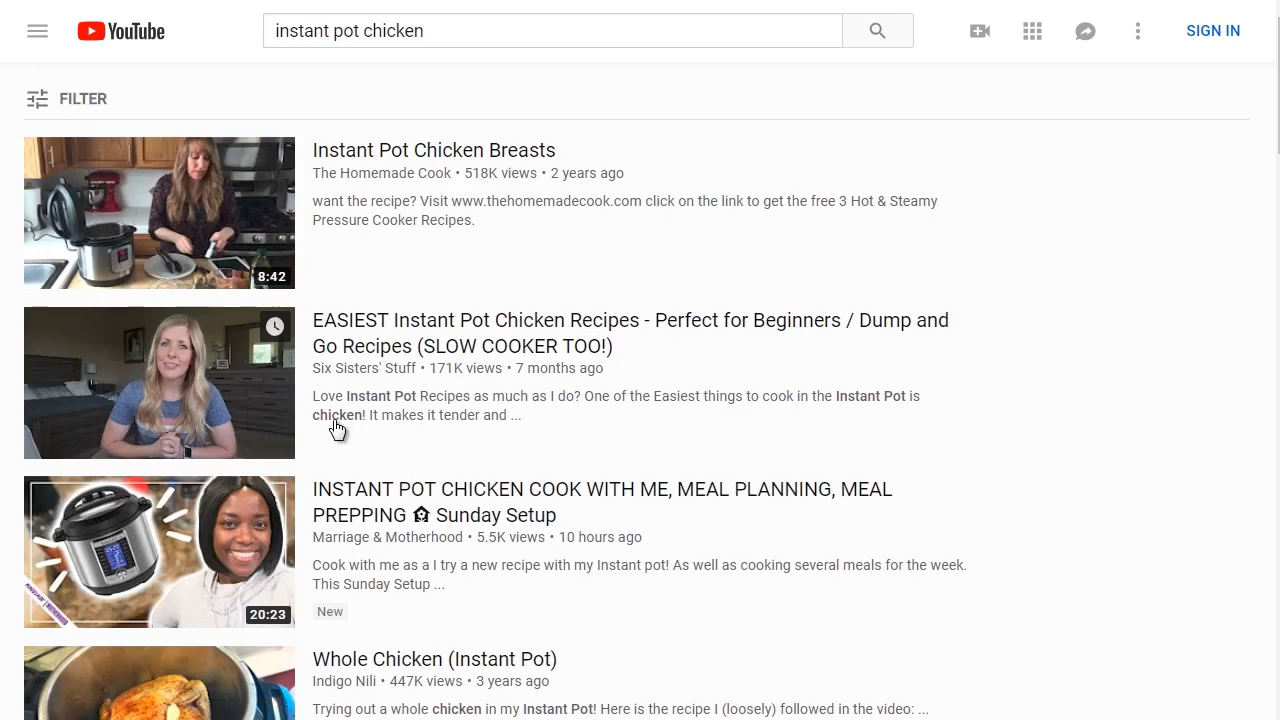 YouTube
instant pot chicken
SIGN IN
FILTER
Instant Pot Chicken Breasts
The Homemade Cook • 518K views • 2 years ago
want the recipe? Visit www.thehomemadecook.com click on the link to get the free 3 Hot & Steamy
Pressure Cooker Recipes.
8:42
EASIEST Instant Pot Chicken Recipes - Perfect for Beginners / Dump and
Go Recipes (SLOW COOKER TOO!)
Six Sisters' Stuff • 171K views • 7 months ago
Love Instant Pot Recipes as much as I do? One of the Easiest things to cook in the Instant Pot is
chicken! It makes it tender and ...
INSTANT POT CHICKEN COOK WITH ME, MEAL PLANNING, MEAL
PREPPING Sunday Setup
Marriage & Motherhood • 5.5K views • 10 hours ago
Cook with me as a I try a new recipe with my Instant pot! As well as cooking several meals for the week.
This Sunday Setup ...
New
20:23
Whole Chicken (Instant Pot)
Indigo Nili • 447K views • 3 years ago
Trying out a whole chicken in my Instant Pot! Here is the recipe I (loosely) followed in the video: ...